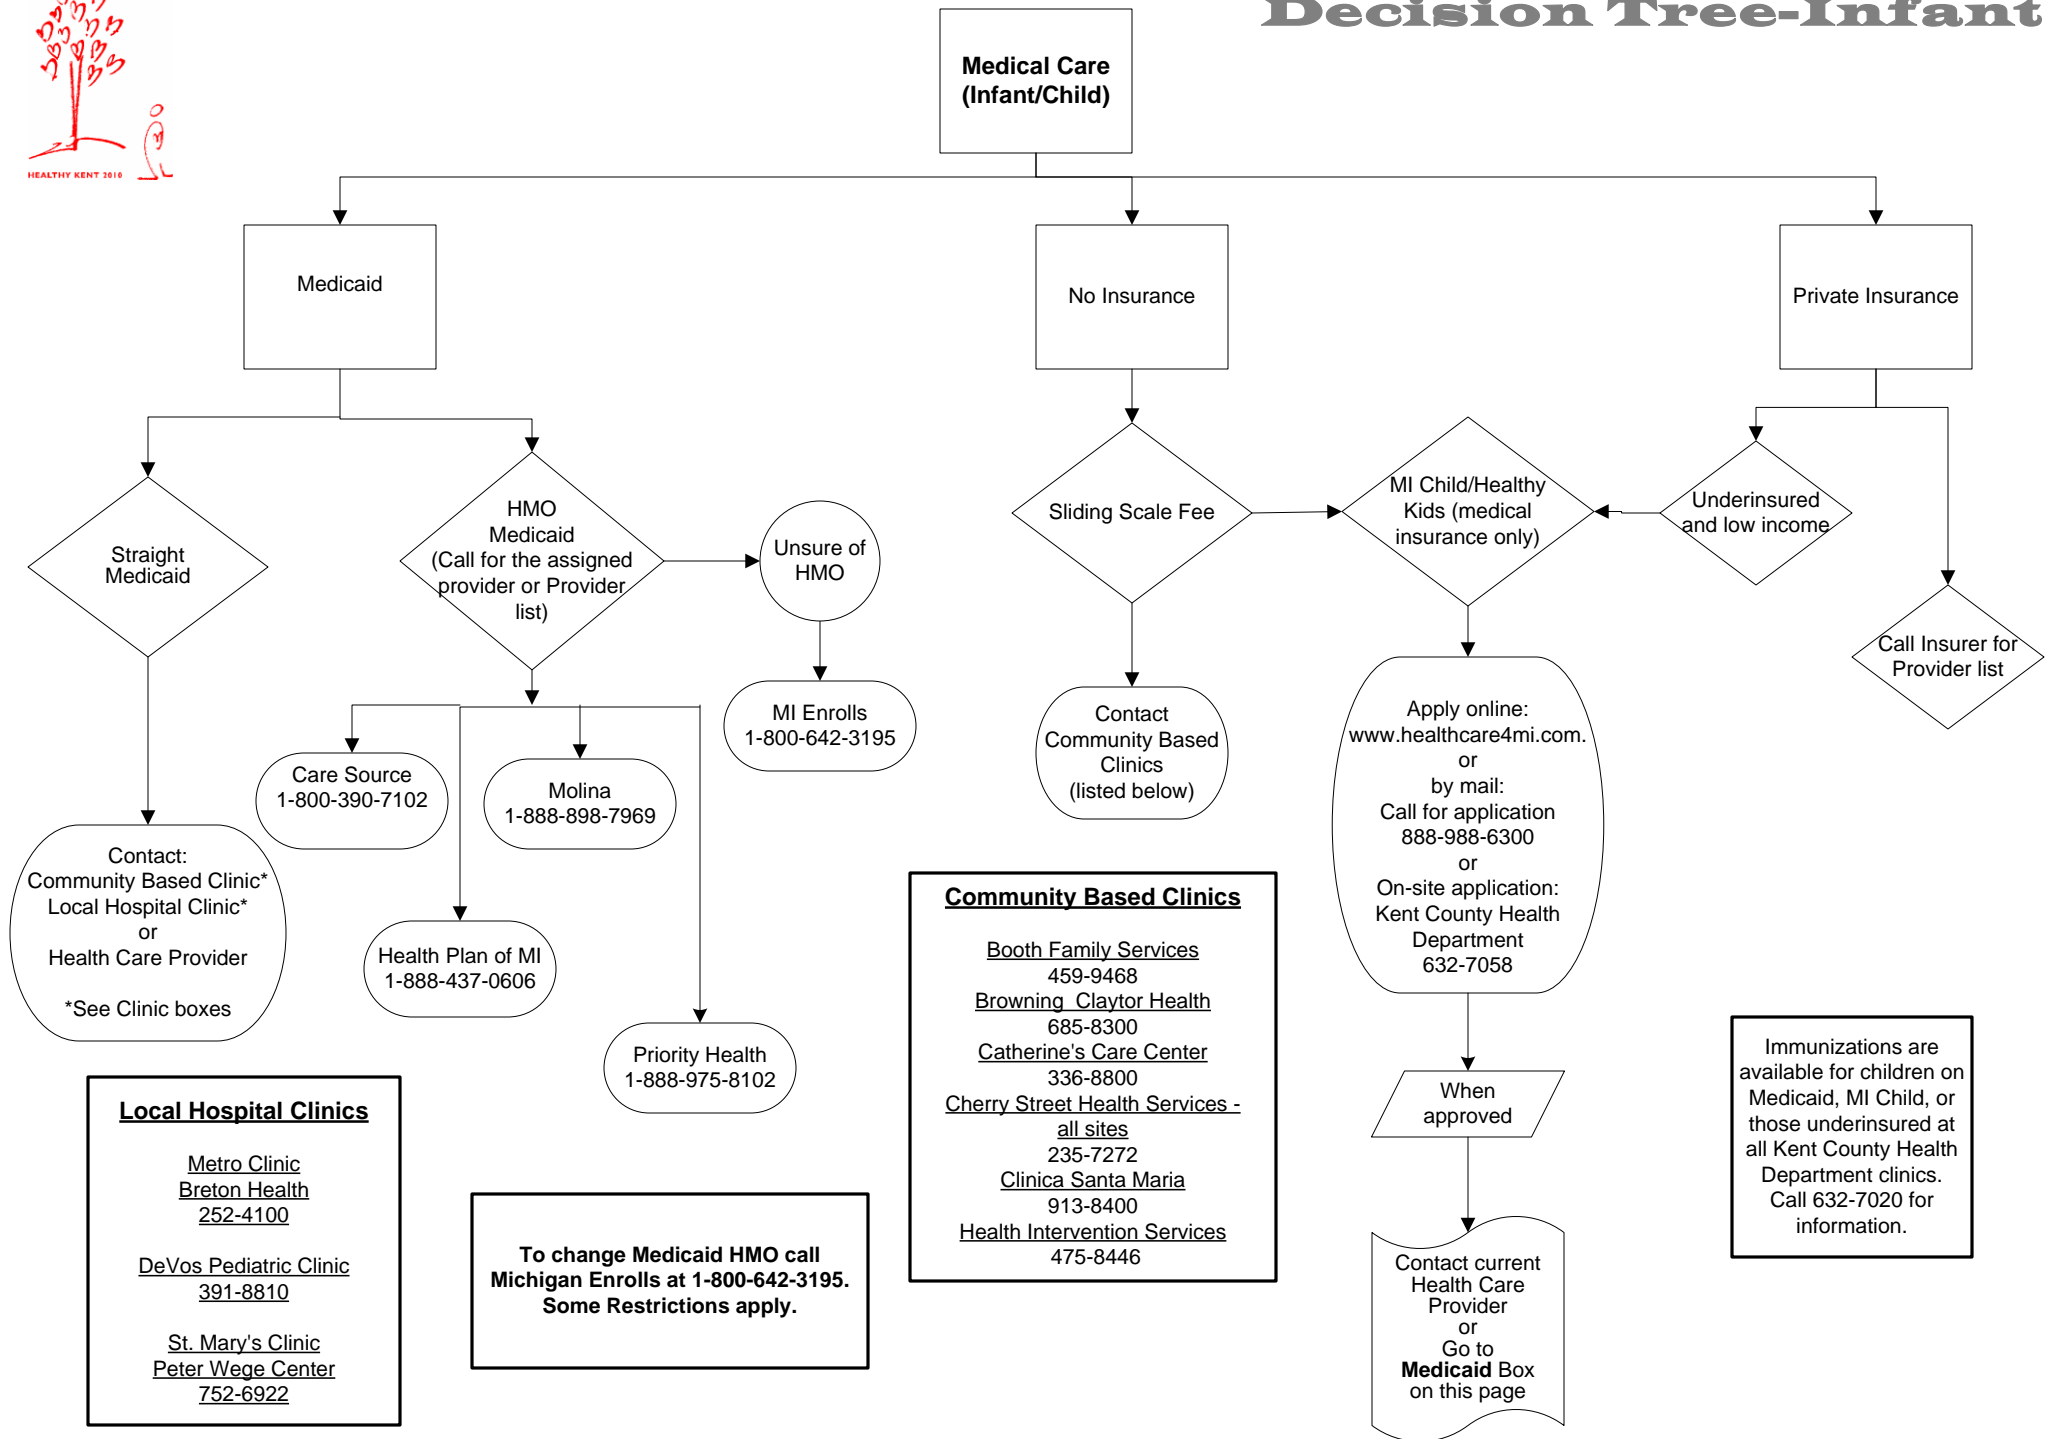 Decision Tree-Infant
HEALTHY KENT 2010
Medical Care
(Infant/Child)
Medicaid
No Insurance
Private Insurance
Straight
Medicaid
HMO
Medicaid
(Call for the assigned
provider or Provider
list)
Unsure of
HMO
MI Enrolls
1-800-642-3195
Sliding Scale Fee
MI Child/Healthy
Kids (medical
insurance only)
Underinsured
and low income
Call Insurer for
Provider list
Contact:
Community Based Clinic*
Local Hospital Clinic*
or
Health Care Provider
*See Clinic boxes
Care Source
1-800-390-7102
Molina
1-888-898-7969
Health Plan of MI
1-888-437-0606
Priority Health
1-888-975-8102
Contact
Community Based
Clinics
(listed below)
Apply online:
www.healthcare4mi.com.
or
by mail:
Call for application
888-988-6300
or
On-site application:
Kent County Health
Department
632-7058
When
approved
Contact current
Health Care
Provider
or
Go to
Medicaid Box
on this page
Local Hospital Clinics
Metro Clinic
Breton Health
252-4100
DeVos Pediatric Clinic
391-8810
St. Mary's Clinic
Peter Wege Center
752-6922
To change Medicaid HMO call
Michigan Enrolls at 1-800-642-3195.
Some Restrictions apply.
Community Based Clinics
Booth Family Services
459-9468
Browning  Claytor Health
685-8300
Catherine's Care Center
336-8800
Cherry Street Health Services -
all sites
235-7272
Clinica Santa Maria
913-8400
Health Intervention Services
475-8446
Immunizations are
available for children on
Medicaid, MI Child, or
those underinsured at
all Kent County Health
Department clinics.
Call 632-7020 for
information.